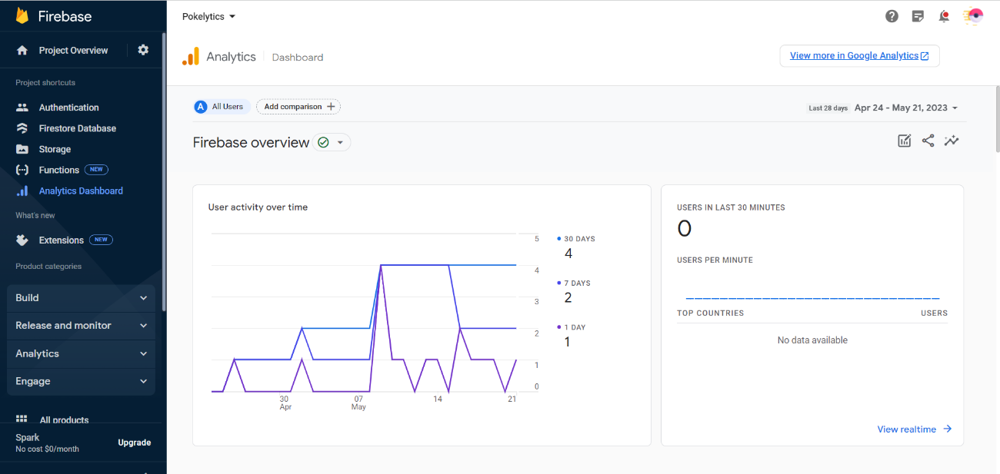 Firebase
Project Overview
Project shortcuts
Authentication
Firestore Database
Storage
Functions NEW
Analytics Dashboard
What's new
Extensions NEW
Product categories
Build
Release and monitor
Analytics
Engage
All products
Spark
No cost $0/month
Upgrade
Pokelytics
Analytics Dashboard
View more in Google Analytics
A All Users Add comparison
Last 28 days Apr 24 - May 21, 2023
Firebase overview
User activity over time
5
4
3
2
1
0
30 Apr
07 May
14
21
30 DAYS
4
7 DAYS
2
1 DAY
1
USERS IN LAST 30 MINUTES
0
USERS PER MINUTE
TOP COUNTRIES USERS
No data available
View realtime